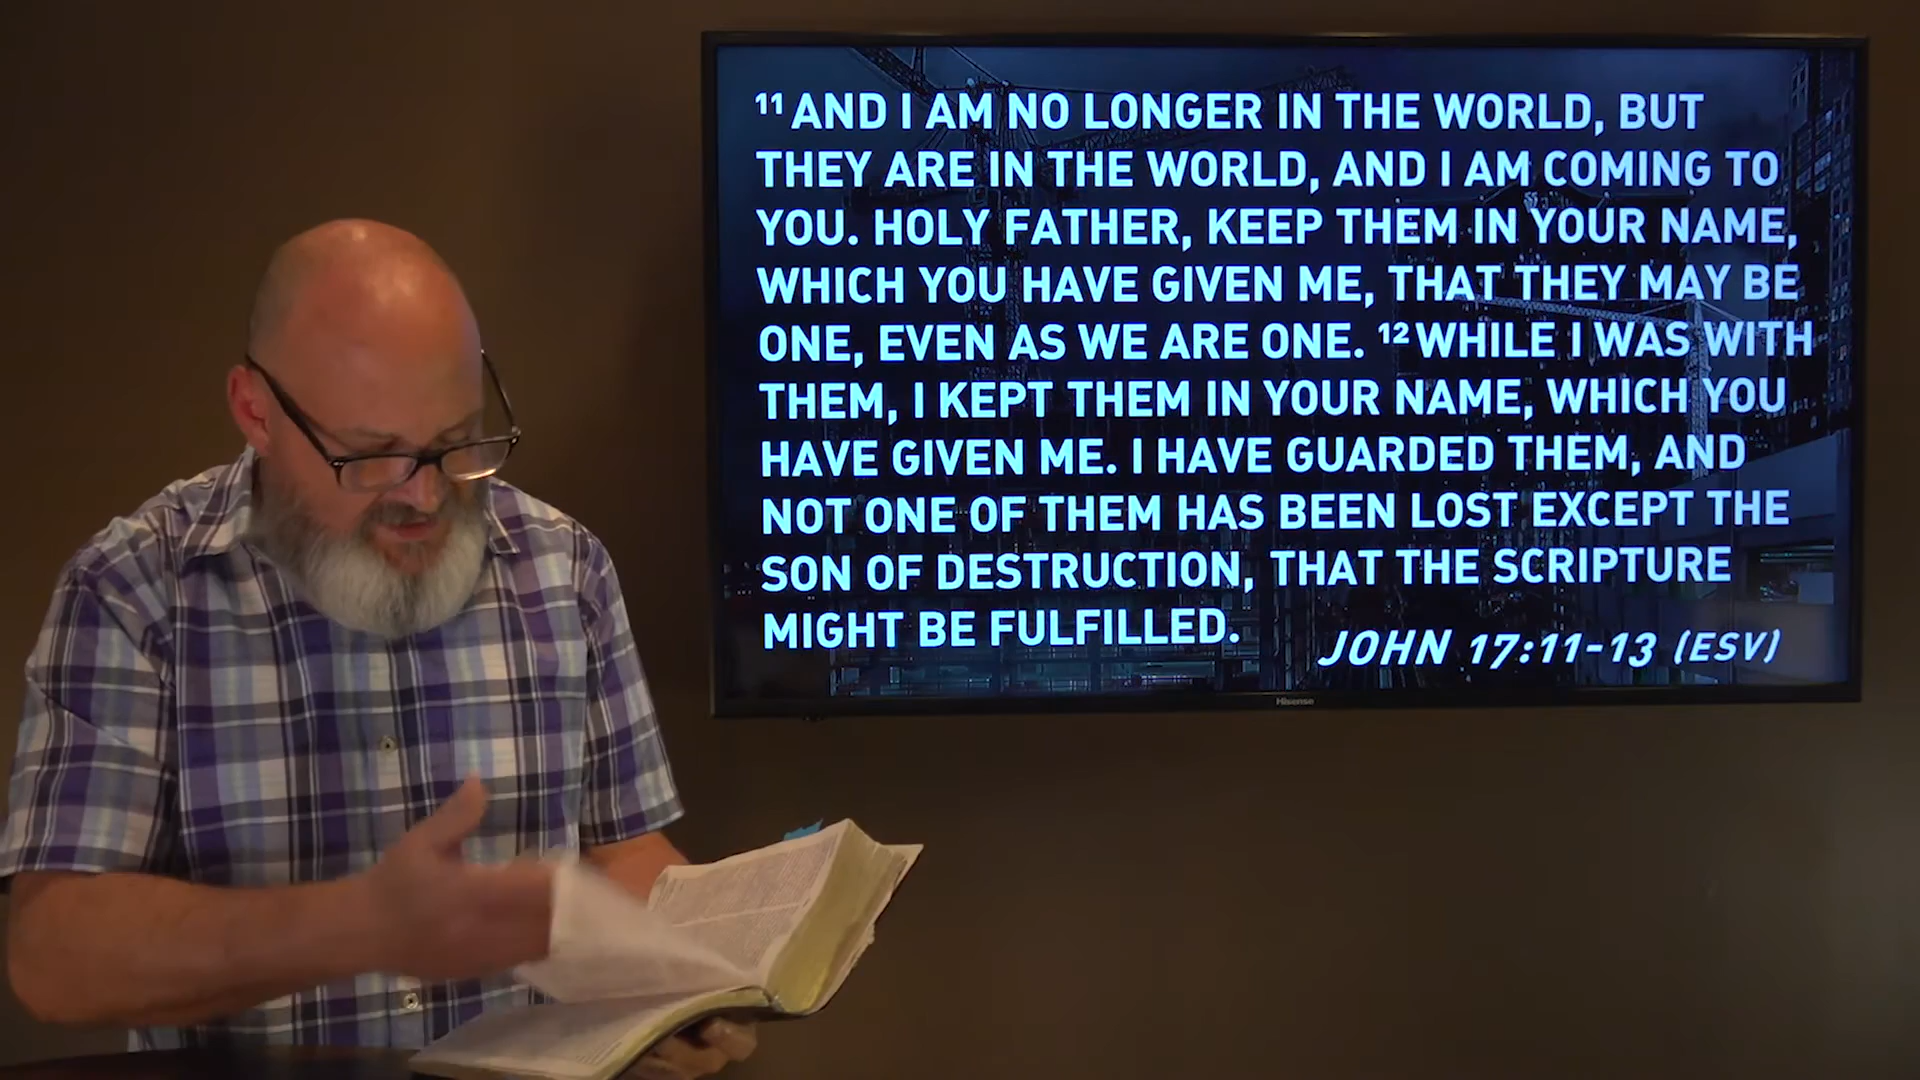 ¹¹ AND I AM NO LONGER IN THE WORLD, BUT
THEY ARE IN THE WORLD, AND I AM COMING TO
YOU. HOLY FATHER, KEEP THEM IN YOUR NAME,
WHICH YOU HAVE GIVEN ME, THAT THEY MAY BE
ONE, EVEN AS WE ARE ONE. ¹² WHILE I WAS WITH
THEM, I KEPT THEM IN YOUR NAME, WHICH YOU
HAVE GIVEN ME. I HAVE GUARDED THEM, AND
NOT ONE OF THEM HAS BEEN LOST EXCEPT THE
SON OF DESTRUCTION, THAT THE SCRIPTURE
MIGHT BE FULFILLED.
JOHN 17:11-13 (ESV)
Hisense